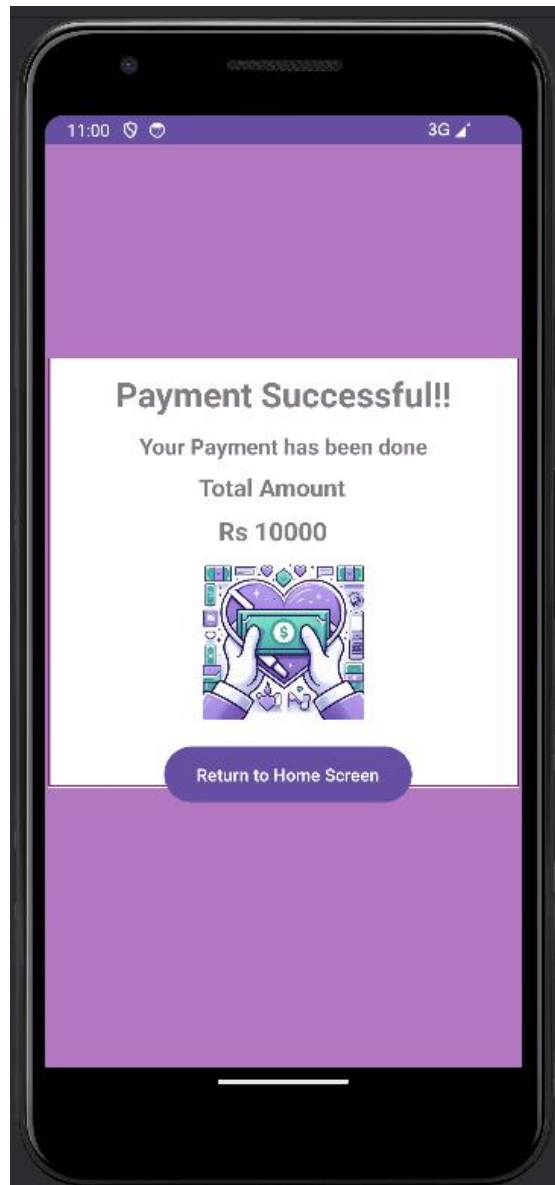 11:00 3G
Payment Successful!!
Your Payment has been done
Total Amount
Rs 10000
$
Return to Home Screen